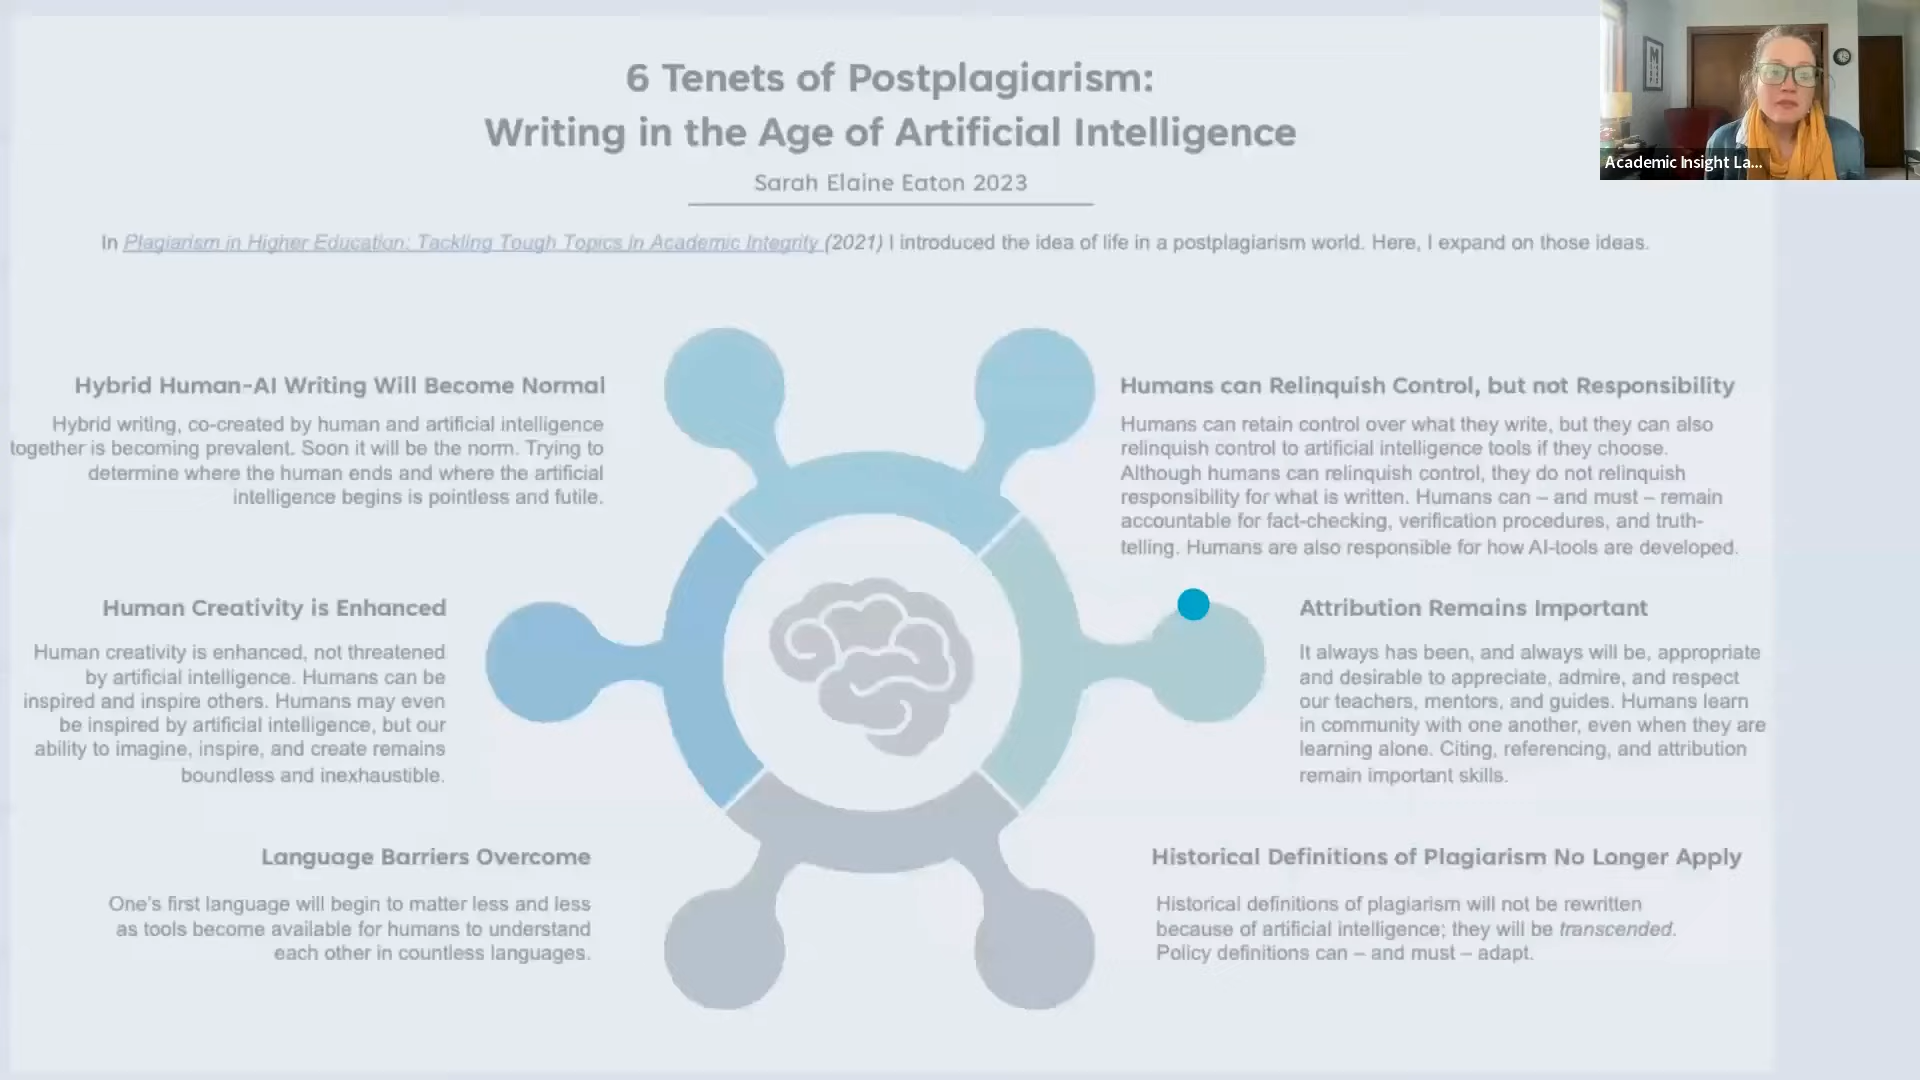 6 Tenets of Postplagiarism:
Writing in the Age of Artificial Intelligence
Sarah Elaine Eaton 2023
In Plagiarism in Higher Education: Tackling Tough Topics In Academic Integrity (2021) I introduced the idea of life in a postplagiarism world. Here, I expand on those ideas.
Hybrid Human-AI Writing Will Become Normal
Hybrid writing, co-created by human and artificial intelligence
together is becoming prevalent. Soon it will be the norm. Trying to
determine where the human ends and where the artificial
intelligence begins is pointless and futile.
Humans can Relinquish Control, but not Responsibility
Humans can retain control over what they write, but they can also
relinquish control to artificial intelligence tools if they choose.
Although humans can relinquish control, they do not relinquish
responsibility for what is written. Humans can – and must – remain
accountable for fact-checking, verification procedures, and truth-
telling. Humans are also responsible for how AI-tools are developed.
Human Creativity is Enhanced
Human creativity is enhanced, not threatened
by artificial intelligence. Humans can be
inspired and inspire others. Humans may even
be inspired by artificial intelligence, but our
ability to imagine, inspire, and create remains
boundless and inexhaustible.
Attribution Remains Important
It always has been, and always will be, appropriate
and desirable to appreciate, admire, and respect
our teachers, mentors, and guides. Humans learn
in community with one another, even when they are
learning alone. Citing, referencing, and attribution
remain important skills.
Language Barriers Overcome
One's first language will begin to matter less and less
as tools become available for humans to understand
each other in countless languages.
Historical Definitions of Plagiarism No Longer Apply
Historical definitions of plagiarism will not be rewritten
because of artificial intelligence; they will be transcended.
Policy definitions can – and must – adapt.
Academic Insight La...